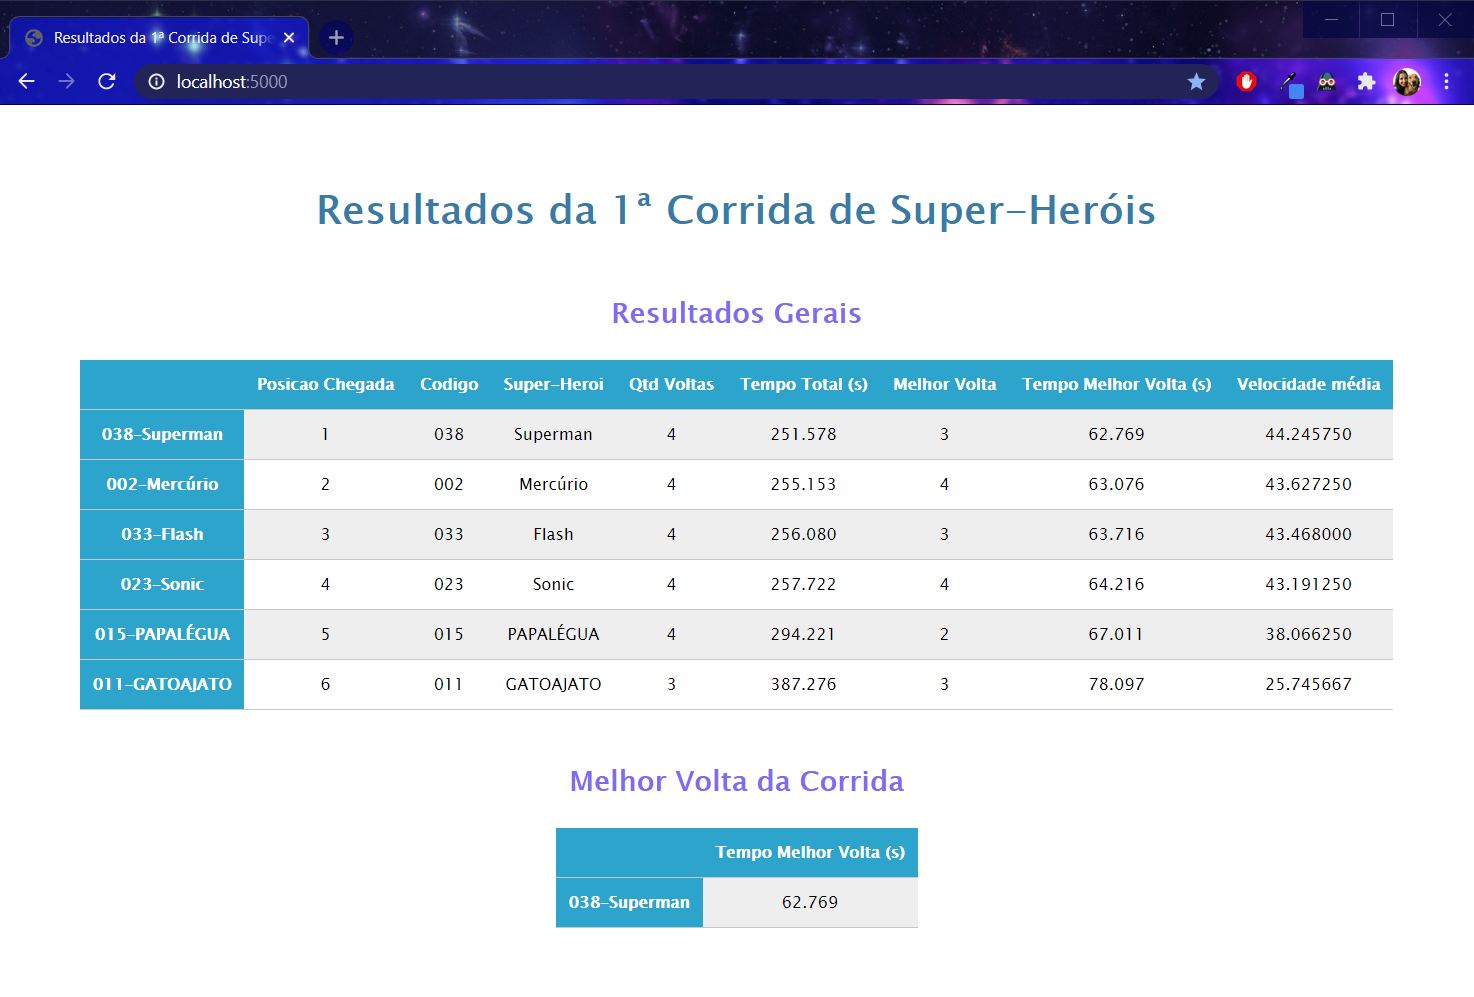 Resultados da 1ª Corrida de Supe
localhost:5000
Resultados da 1ª Corrida de Super-Heróis
Resultados Gerais
Posicao Chegada Codigo Super-Heroi Qtd Voltas Tempo Total (s) Melhor Volta Tempo Melhor Volta (s) Velocidade média
038-Superman 1 038 Superman 4 251.578 3 62.769 44.245750
002-Mercúrio 2 002 Mercúrio 4 255.153 4 63.076 43.627250
033-Flash 3 033 Flash 4 256.080 3 63.716 43.468000
023-Sonic 4 023 Sonic 4 257.722 4 64.216 43.191250
015-PAPALÉGUA 5 015 PAPALÉGUA 4 294.221 2 67.011 38.066250
011-GATOAJATO 6 011 GATOAJATO 3 387.276 3 78.097 25.745667
Melhor Volta da Corrida
Tempo Melhor Volta (s)
038-Superman 62.769